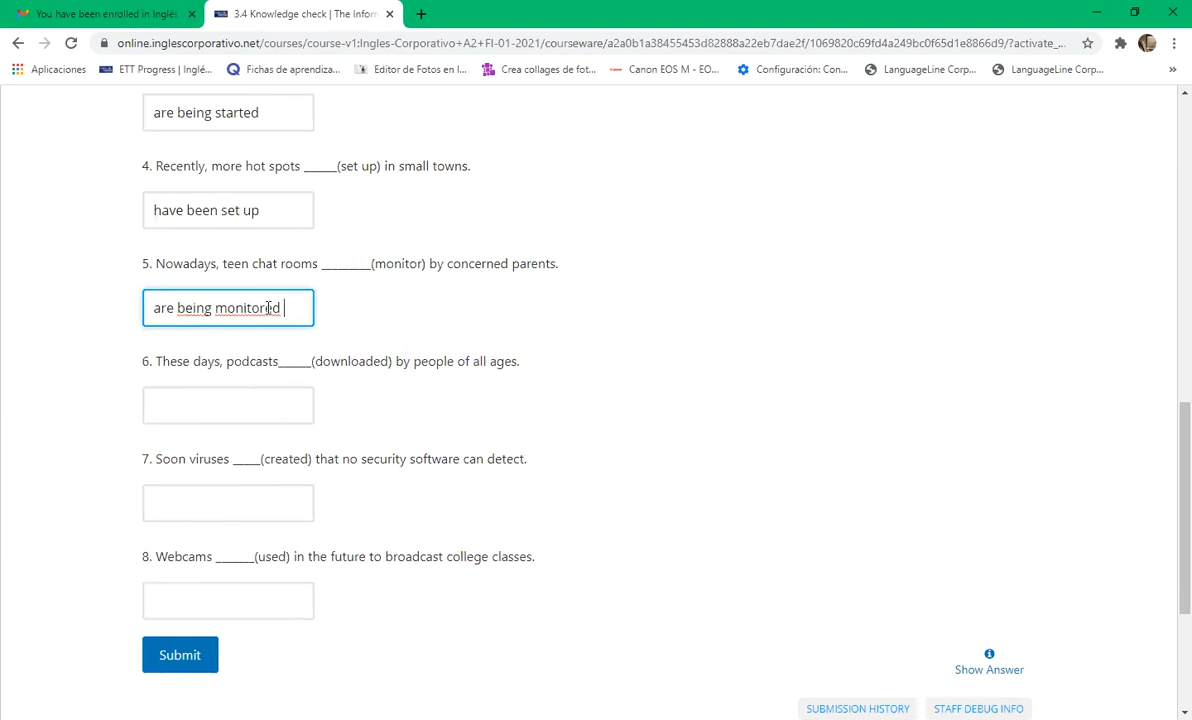 You have been enrolled in Inglés
3.4 Knowledge check | The Inform
online.inglescorporativo.net/courses/course-v1:Ingles-Corporativo+A2+FI-01-2021/courseware/a2a0b1a38455453d82888a22eb7dae2f/1069820c69fd4a249bc0f65d1e8866d9/?activate_...
Aplicaciones
ETT Progress | Inglé...
Fichas de aprendiza...
Editor de Fotos en l...
Crea collages de fot...
Canon EOS M - EO...
Configuración: Con...
LanguageLine Corp...
LanguageLine Corp...
»
are being started
4. Recently, more hot spots ______(set up) in small towns.
have been set up
5. Nowadays, teen chat rooms _________(monitor) by concerned parents.
are being monitored
6. These days, podcasts______(downloaded) by people of all ages.
7. Soon viruses _____(created) that no security software can detect.
8. Webcams _______(used) in the future to broadcast college classes.
Submit
Show Answer
SUBMISSION HISTORY
STAFF DEBUG INFO